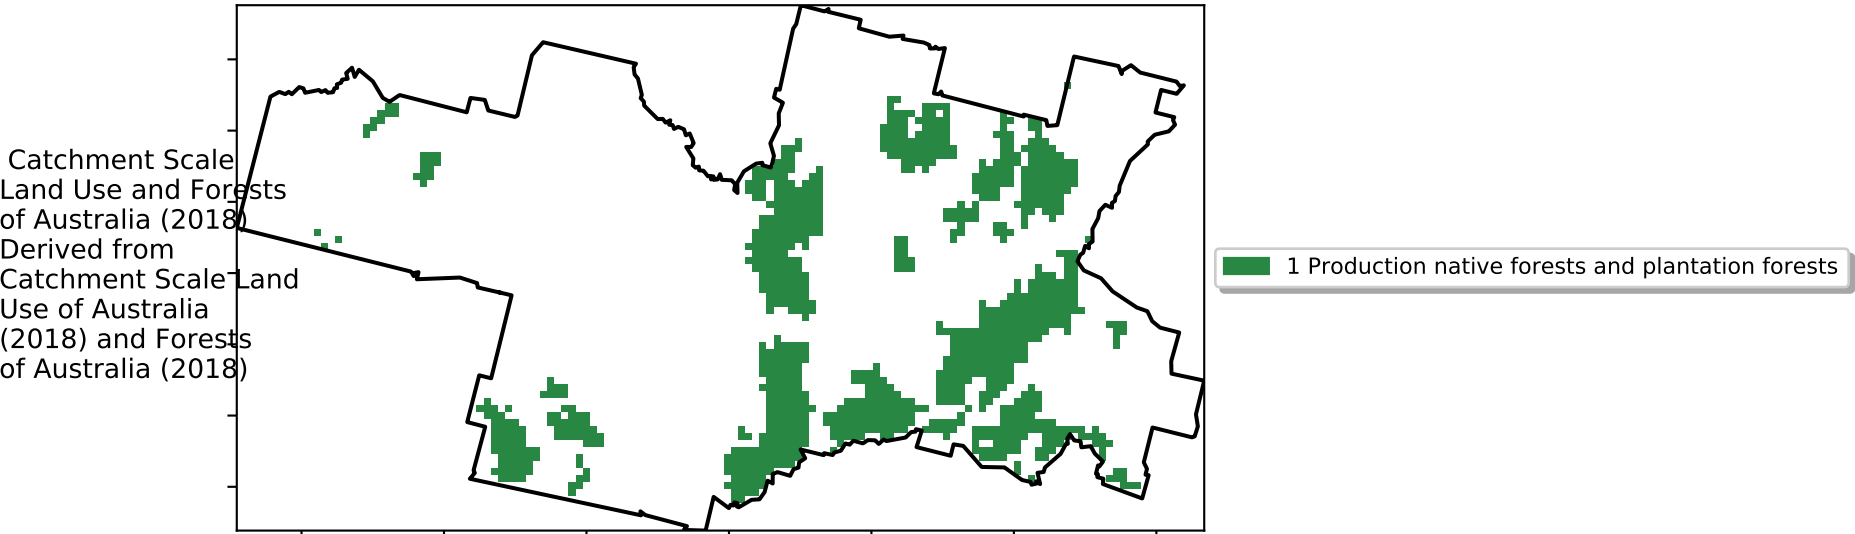 Catchment Scale
Land Use and Forests
of Australia (2018)
Derived from
Catchment Scale Land
Use of Australia
(2018) and Forests
of Australia (2018)
1 Production native forests and plantation forests